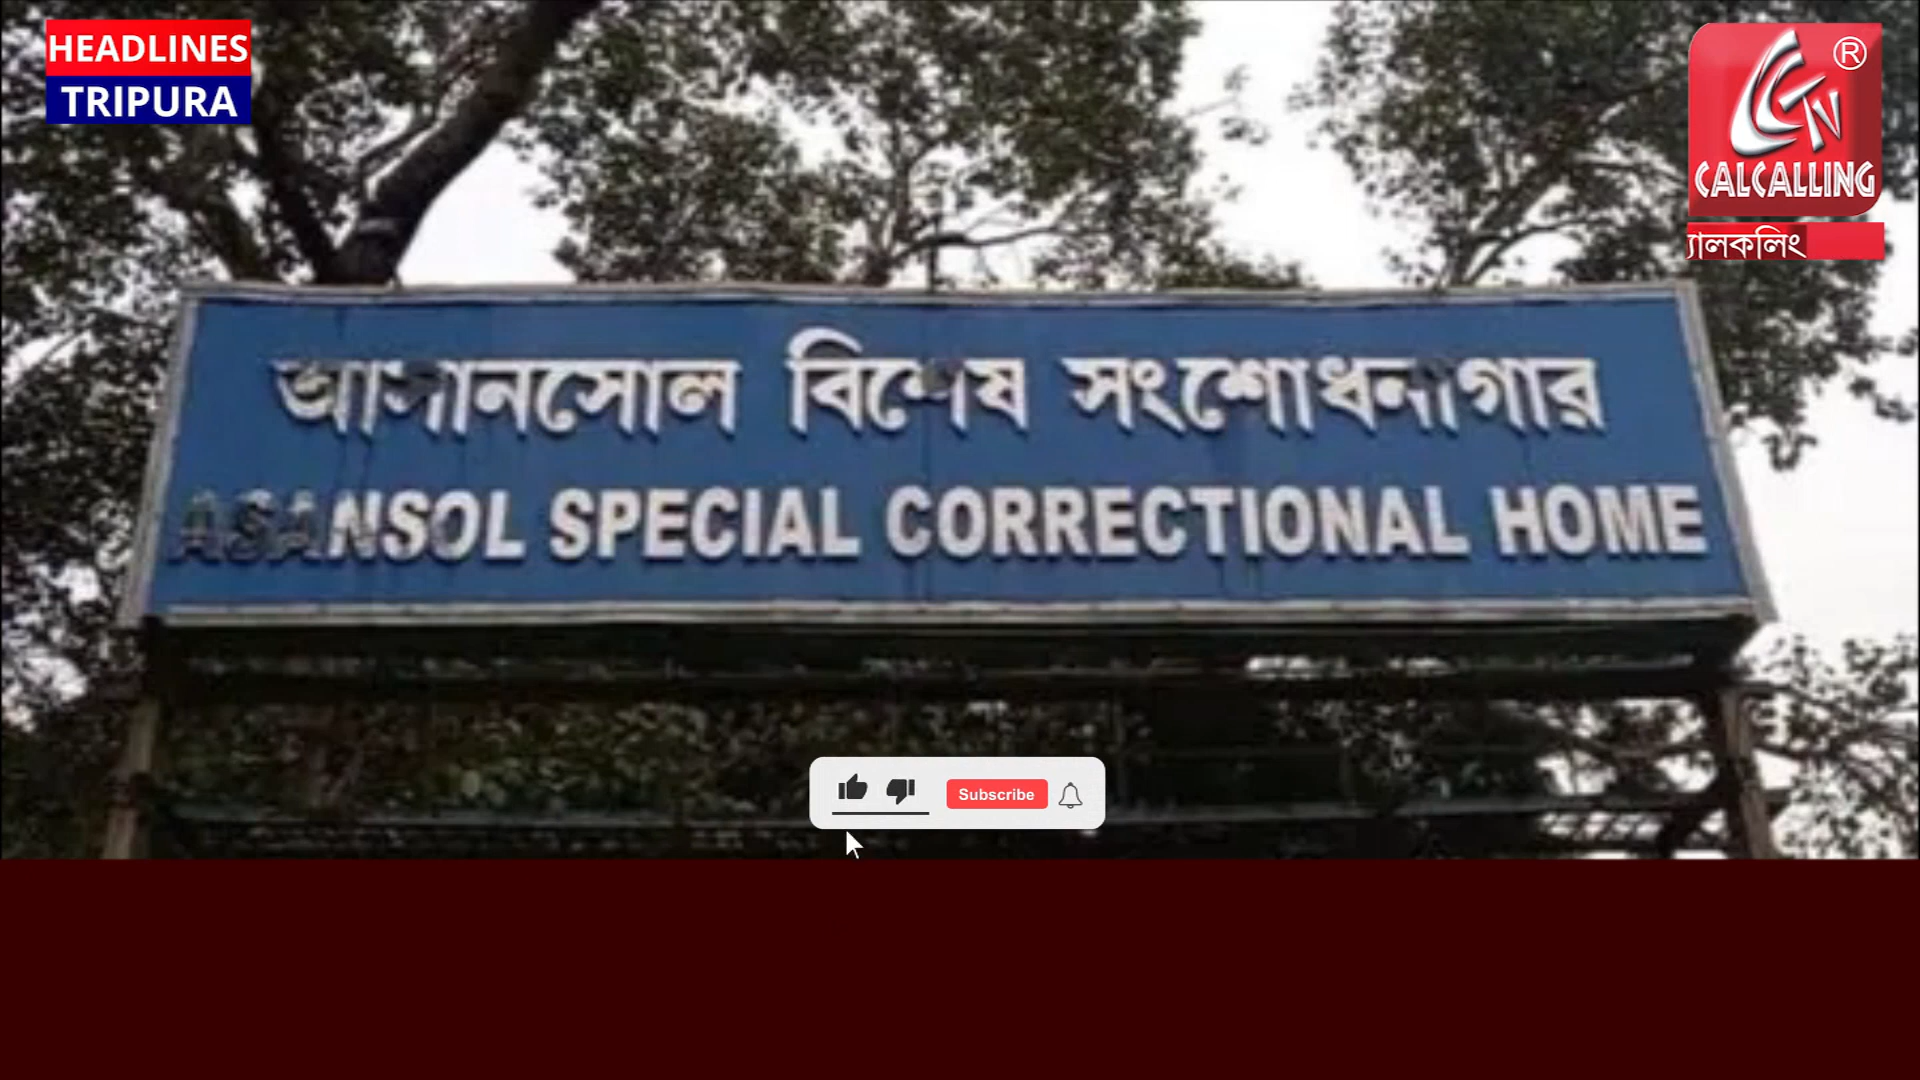 HEADLINES
TRIPURA
®
CALCALLING
আসানসোল বিশেষ সংশোধনাগার
ASANSOL SPECIAL CORRECTIONAL HOME
Subscribe